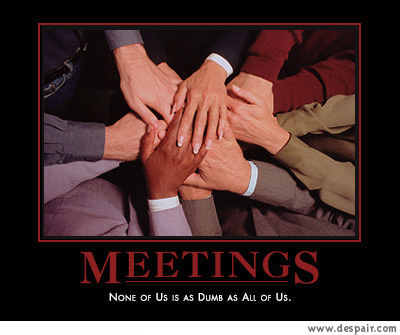 MEETINGS
NONE OF US IS AS DUMB AS ALL OF US.
www.despair.com